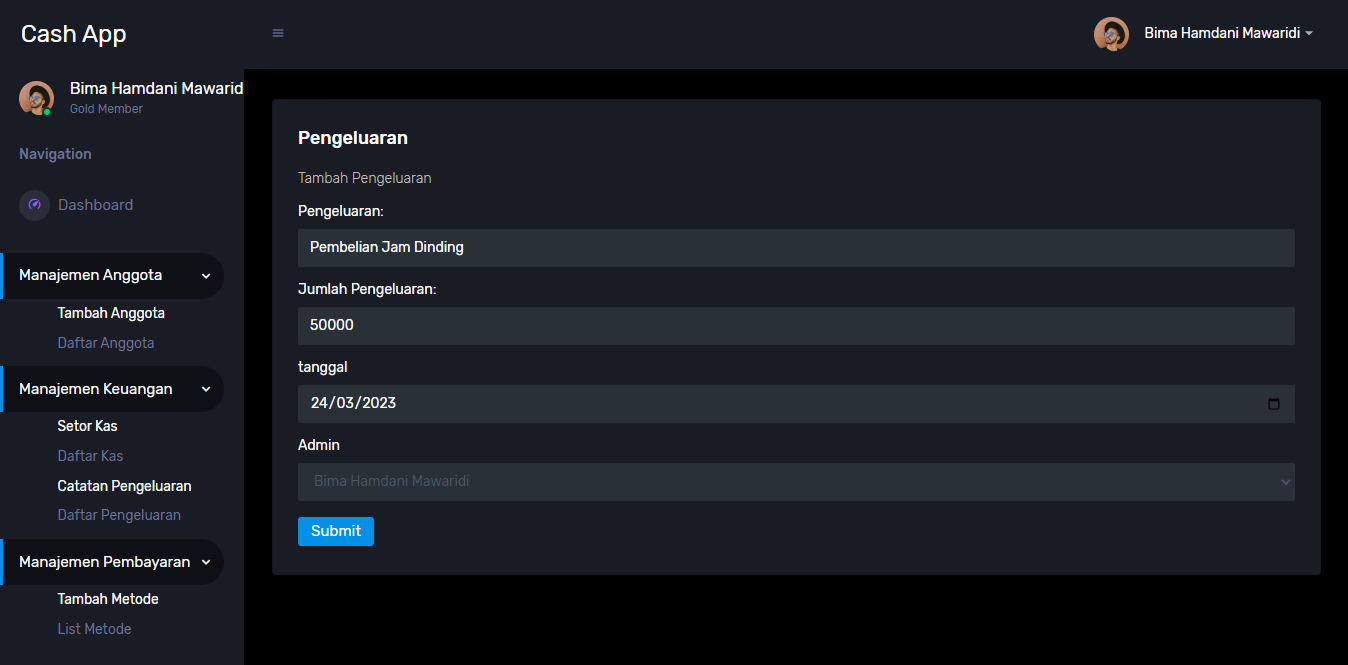 Cash App
Bima Hamdani Mawaridi
Bima Hamdani Mawarid
Gold Member
Navigation
Dashboard
Manajemen Anggota
Tambah Anggota
Daftar Anggota
Manajemen Keuangan
Setor Kas
Daftar Kas
Catatan Pengeluaran
Daftar Pengeluaran
Manajemen Pembayaran
Tambah Metode
List Metode
Pengeluaran
Tambah Pengeluaran
Pengeluaran:
Pembelian Jam Dinding
Jumlah Pengeluaran:
50000
tanggal
24/03/2023
Admin
Bima Hamdani Mawaridi
Submit